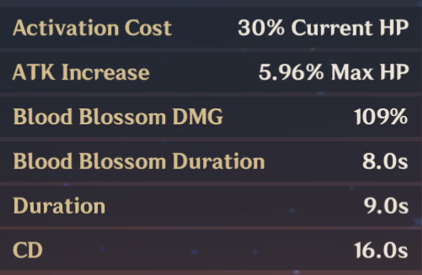 Activation Cost 30% Current HP
ATK Increase 5.96% Max HP
Blood Blossom DMG 109%
Blood Blossom Duration 8.0s
Duration 9.0s
CD 16.0s